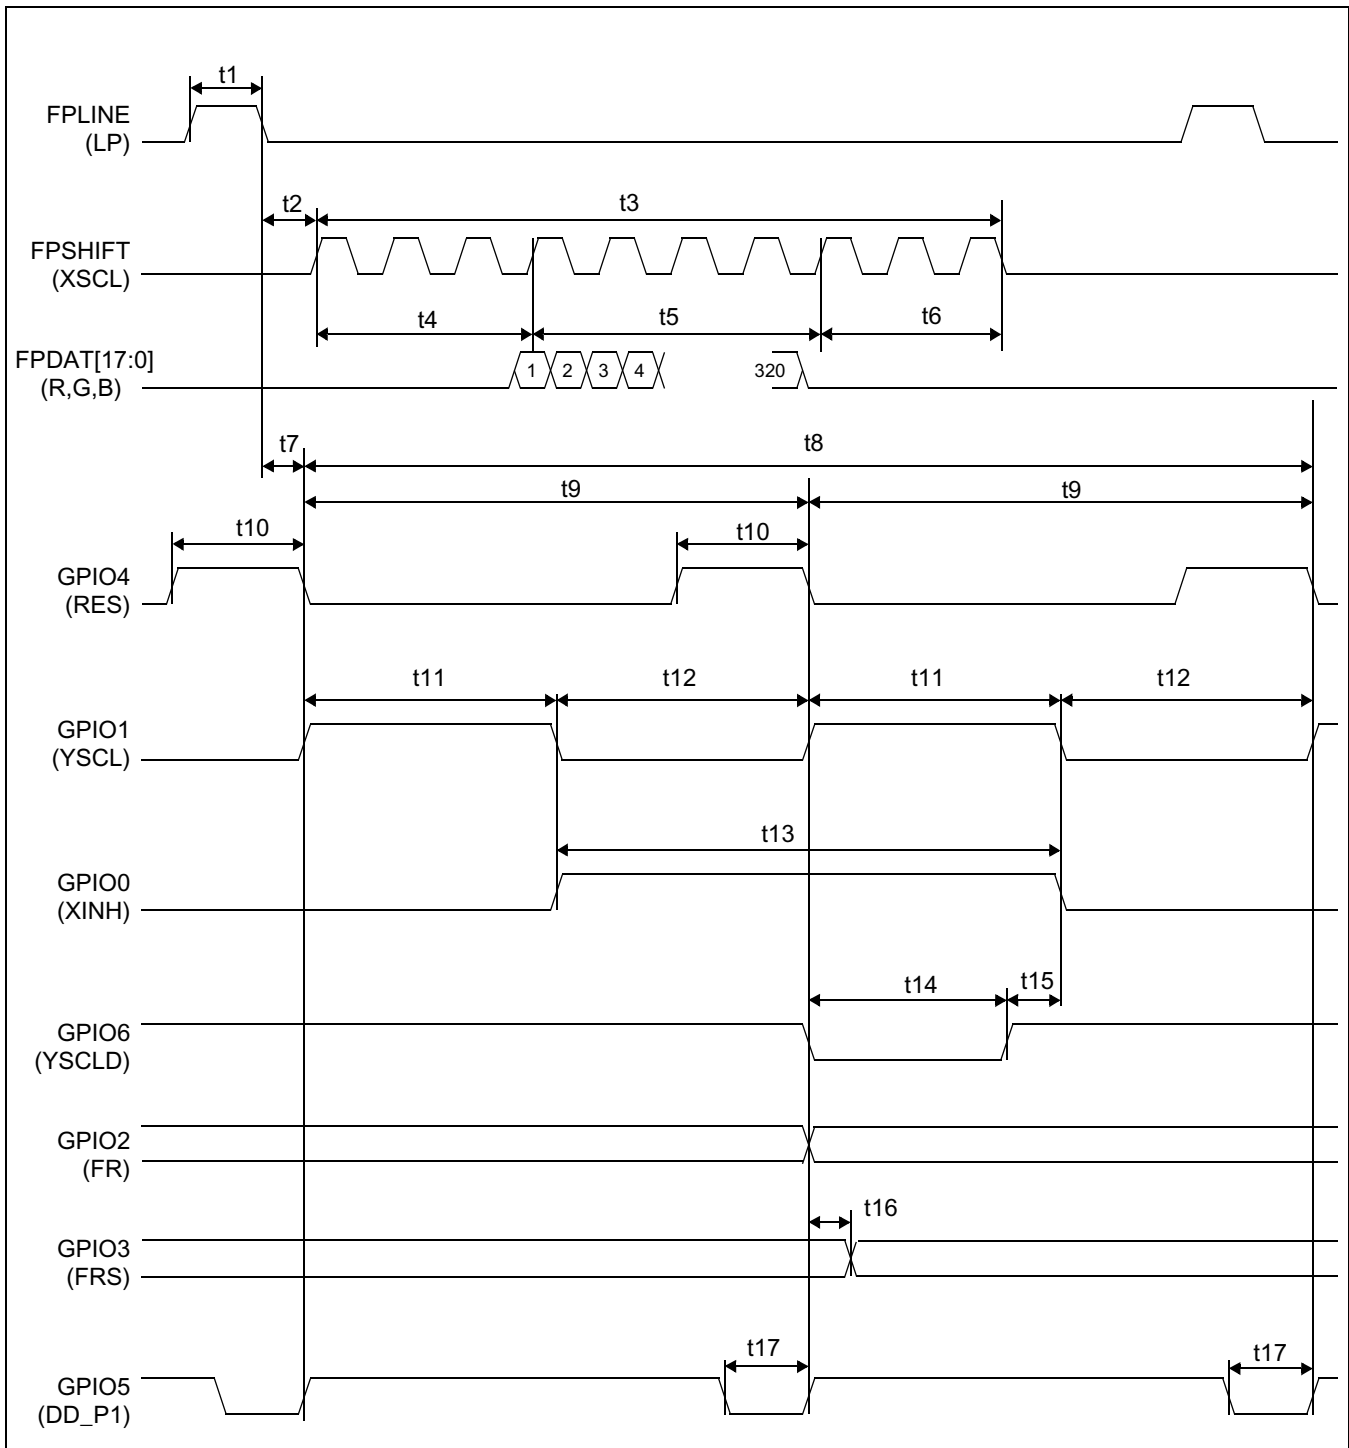 t1
FPLINE
(LP)
t2
t3
FPSHIFT
(XSCL)
t4
t5
t6
FPDAT[17:0]
(R,G,B)
1 2 3 4 320
t7
t8
t9 t9
t10 t10
GPIO4
(RES)
t11 t12 t11 t12
GPIO1
(YSCL)
t13
GPIO0
(XINH)
t14 t15
GPIO6
(YSCLD)
GPIO2
(FR)
t16
GPIO3
(FRS)
t17 t17
GPIO5
(DD_P1)